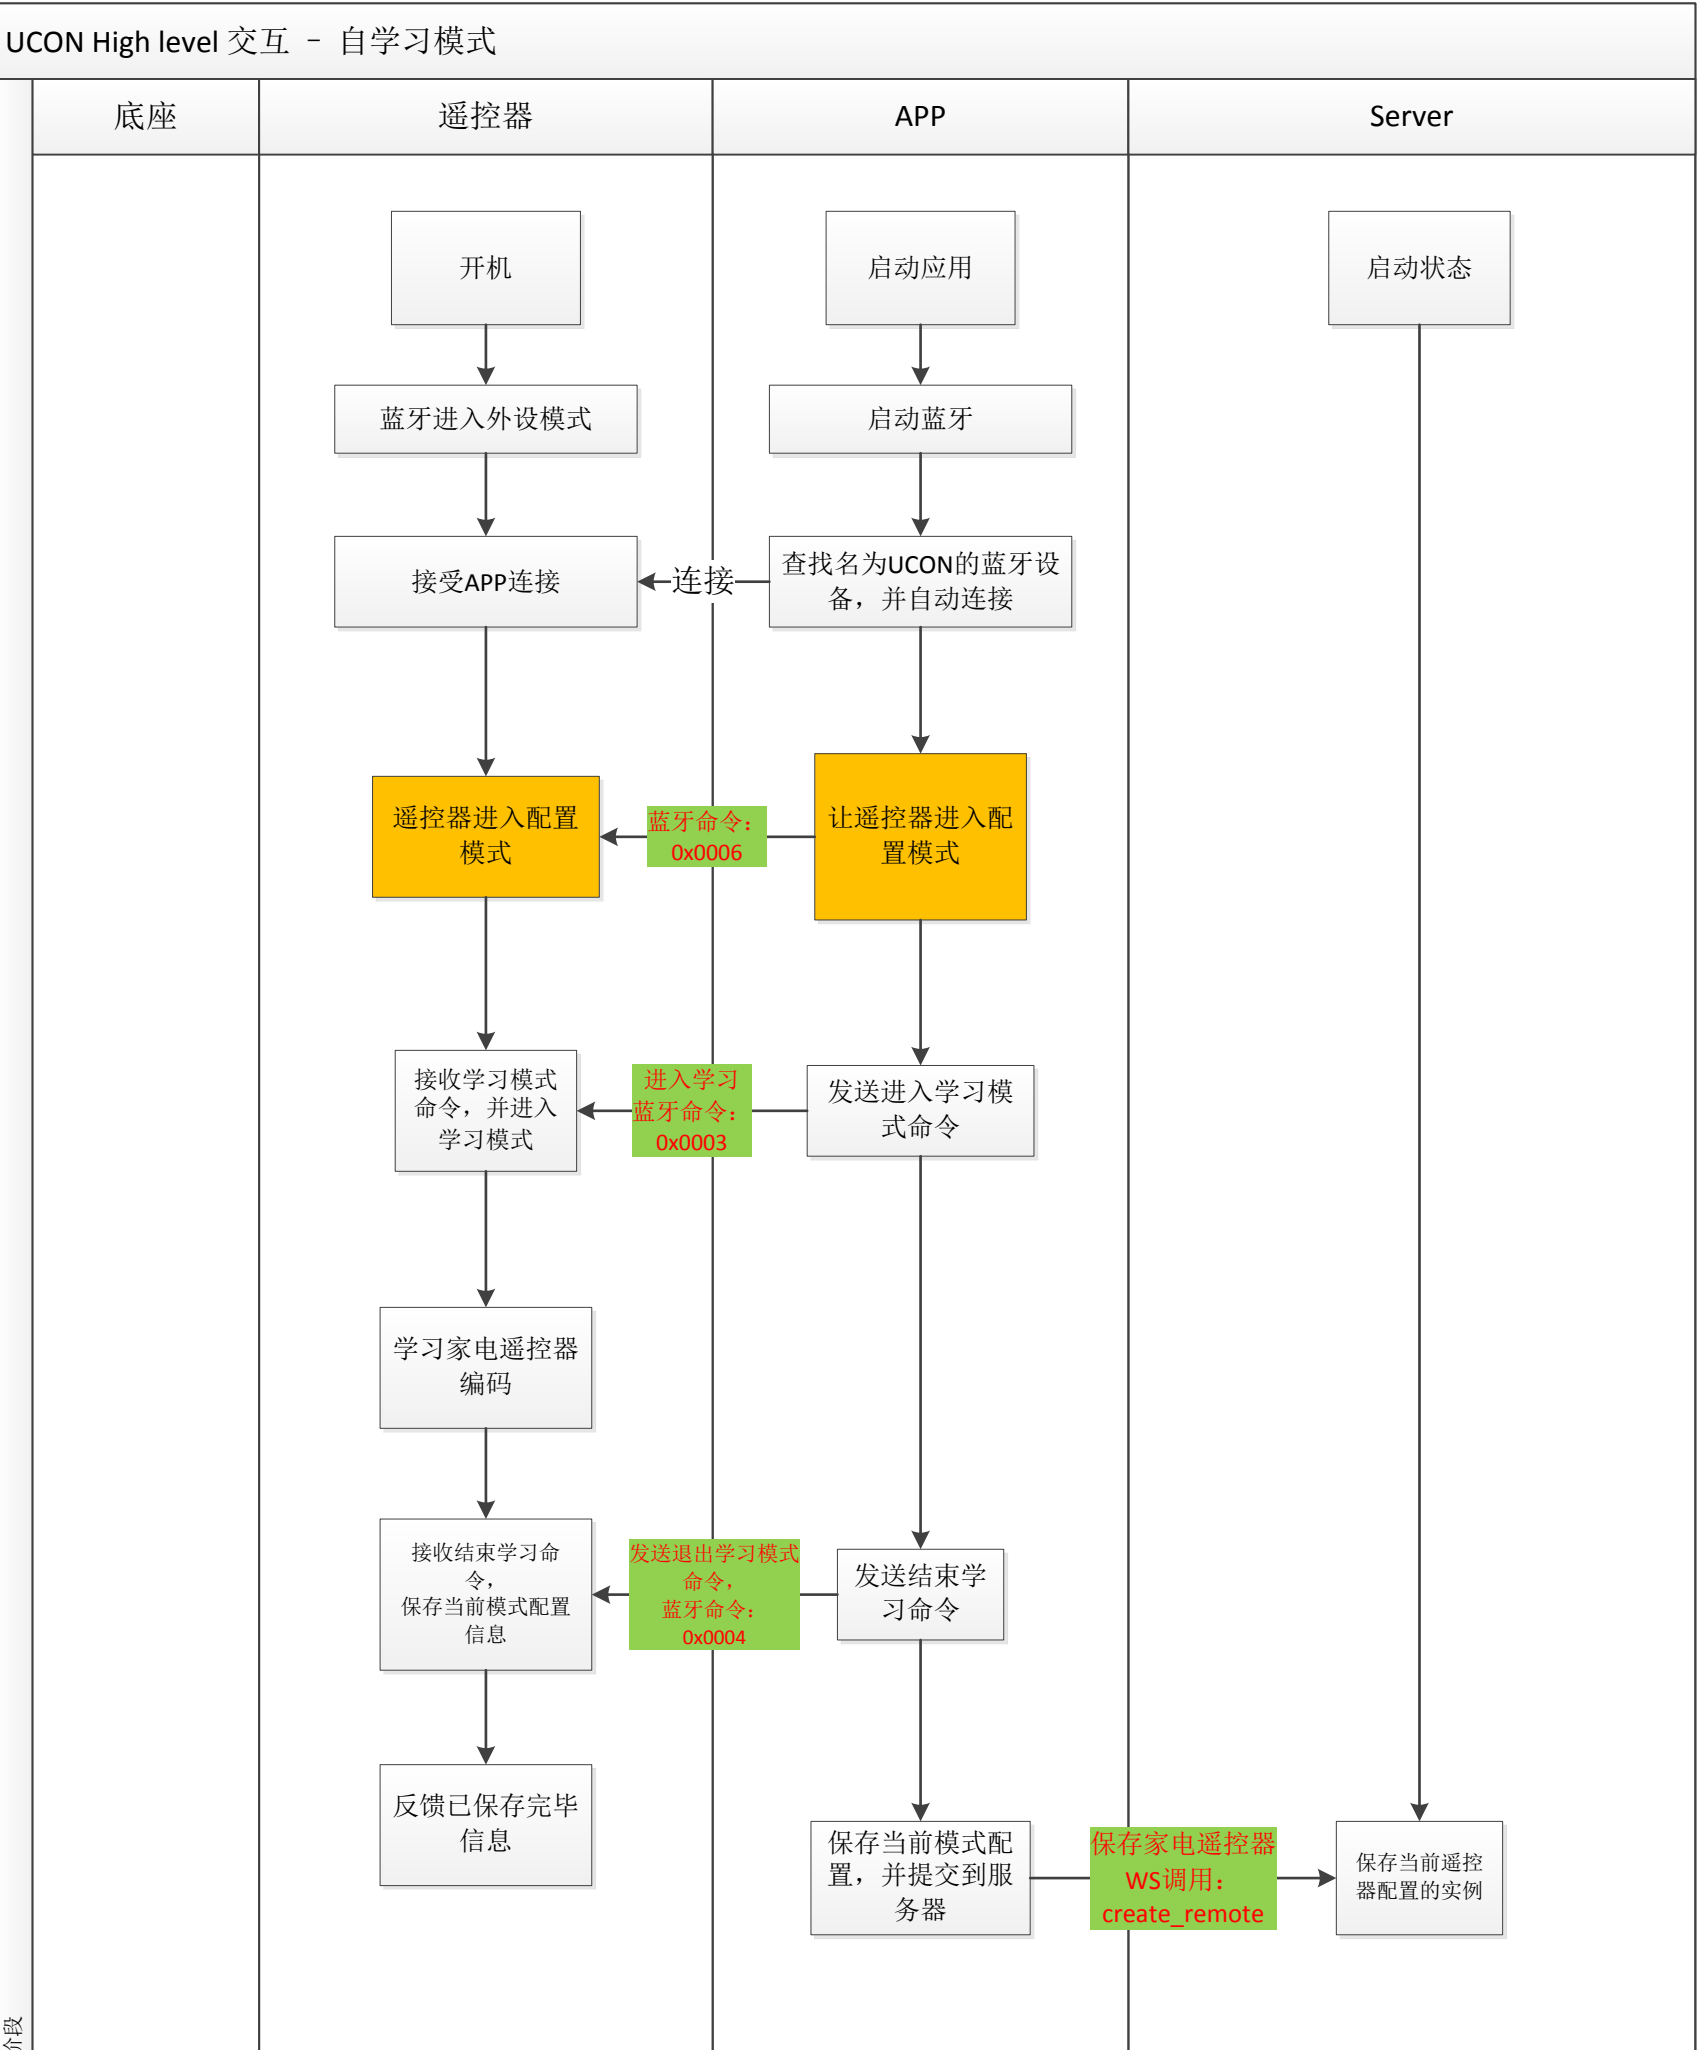 UCON High level 交互 – 自学习模式
底座
遥控器
APP
Server
开机
启动应用
启动状态
蓝牙进入外设模式
启动蓝牙
接受APP连接
连接
查找名为UCON的蓝牙设
备，并自动连接
遥控器进入配置
模式
蓝牙命令：
0x0006
让遥控器进入配
置模式
接收学习模式
命令，并进入
学习模式
进入学习
蓝牙命令：
0x0003
发送进入学习模
式命令
学习家电遥控器
编码
接收结束学习命
令，
保存当前模式配置
信息
发送退出学习模式
命令，
蓝牙命令：
0x0004
发送结束学
习命令
反馈已保存完毕
信息
保存当前模式配
置，并提交到服
务器
保存家电遥控器
WS调用：
create_remote
保存当前遥控
器配置的实例
阶段